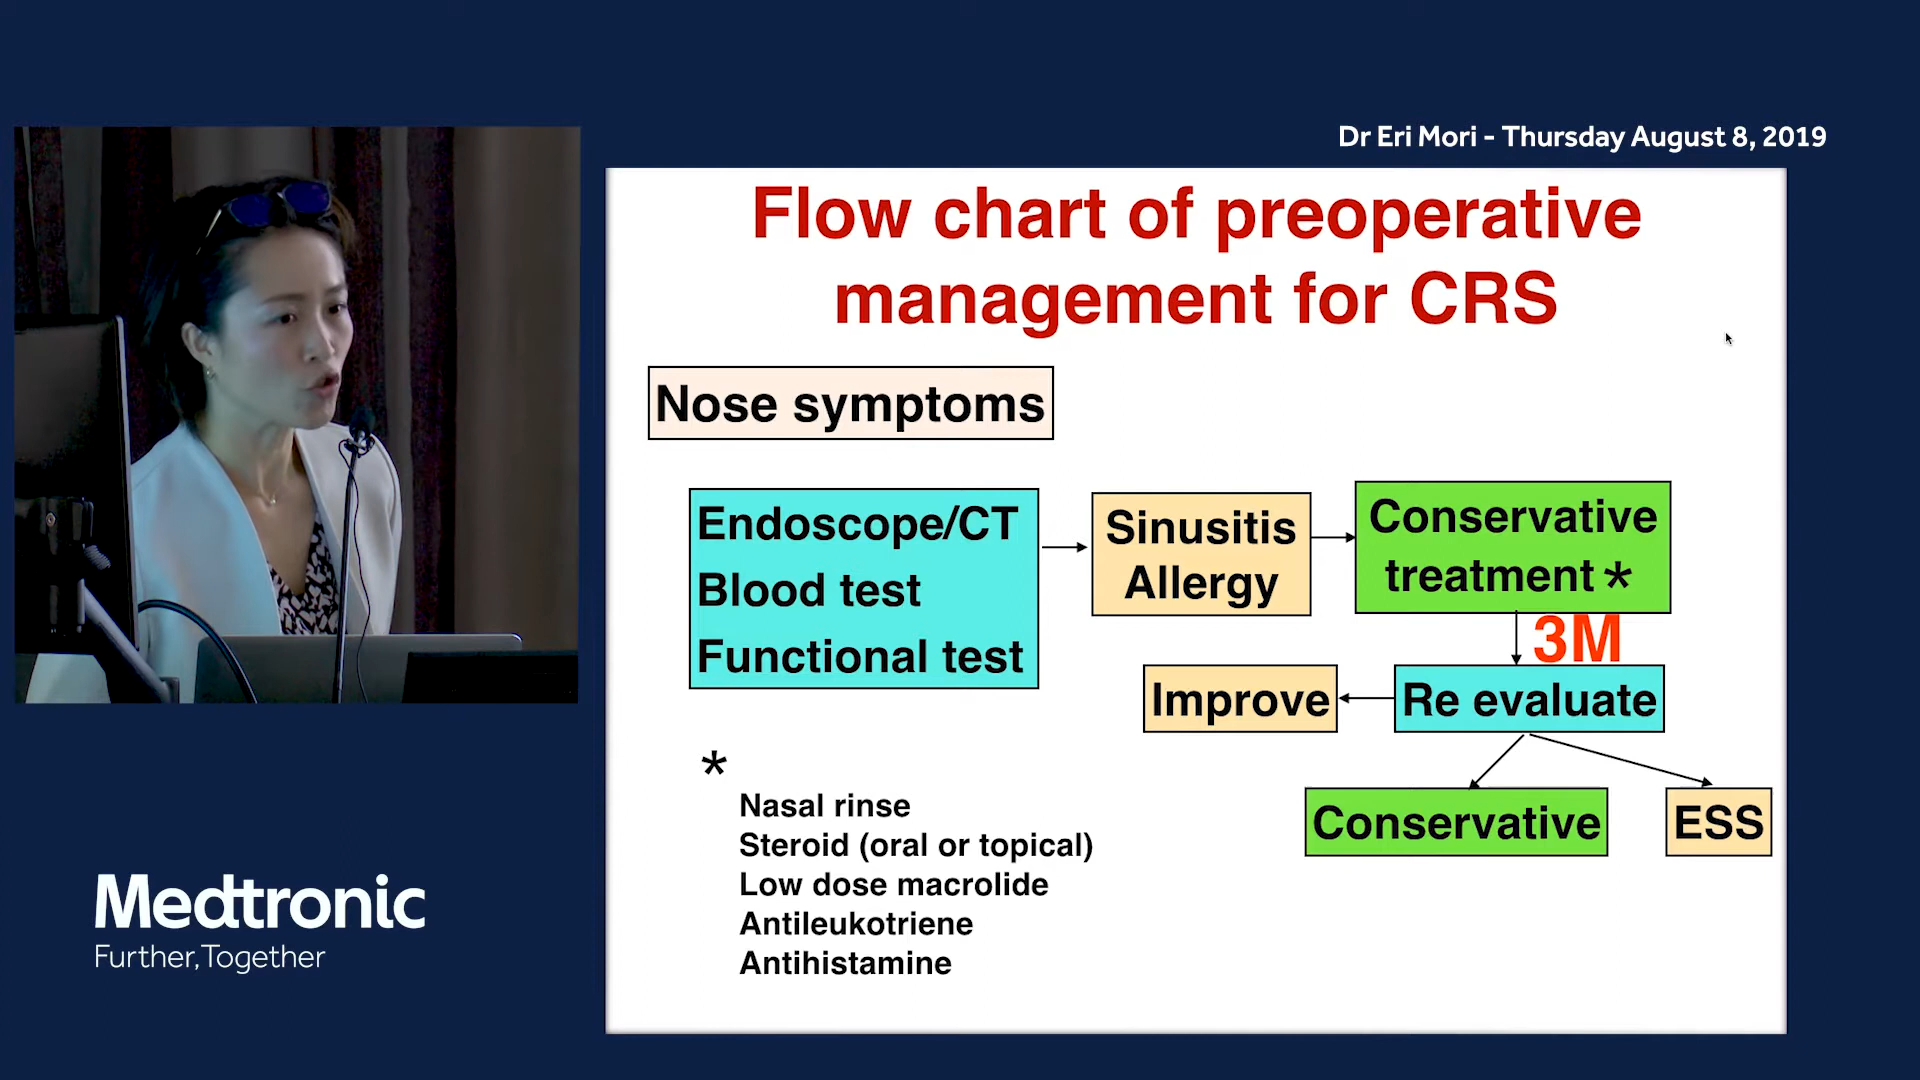 Dr Eri Mori - Thursday August 8, 2019
Flow chart of preoperative
management for CRS
Nose symptoms
Endoscope/CT
Blood test
Functional test
Sinusitis
Allergy
Conservative
treatment *
3M
Re evaluate
Improve
Conservative
ESS
*
Nasal rinse
Steroid (oral or topical)
Low dose macrolide
Antileukotriene
Antihistamine
Medtronic
Further, Together